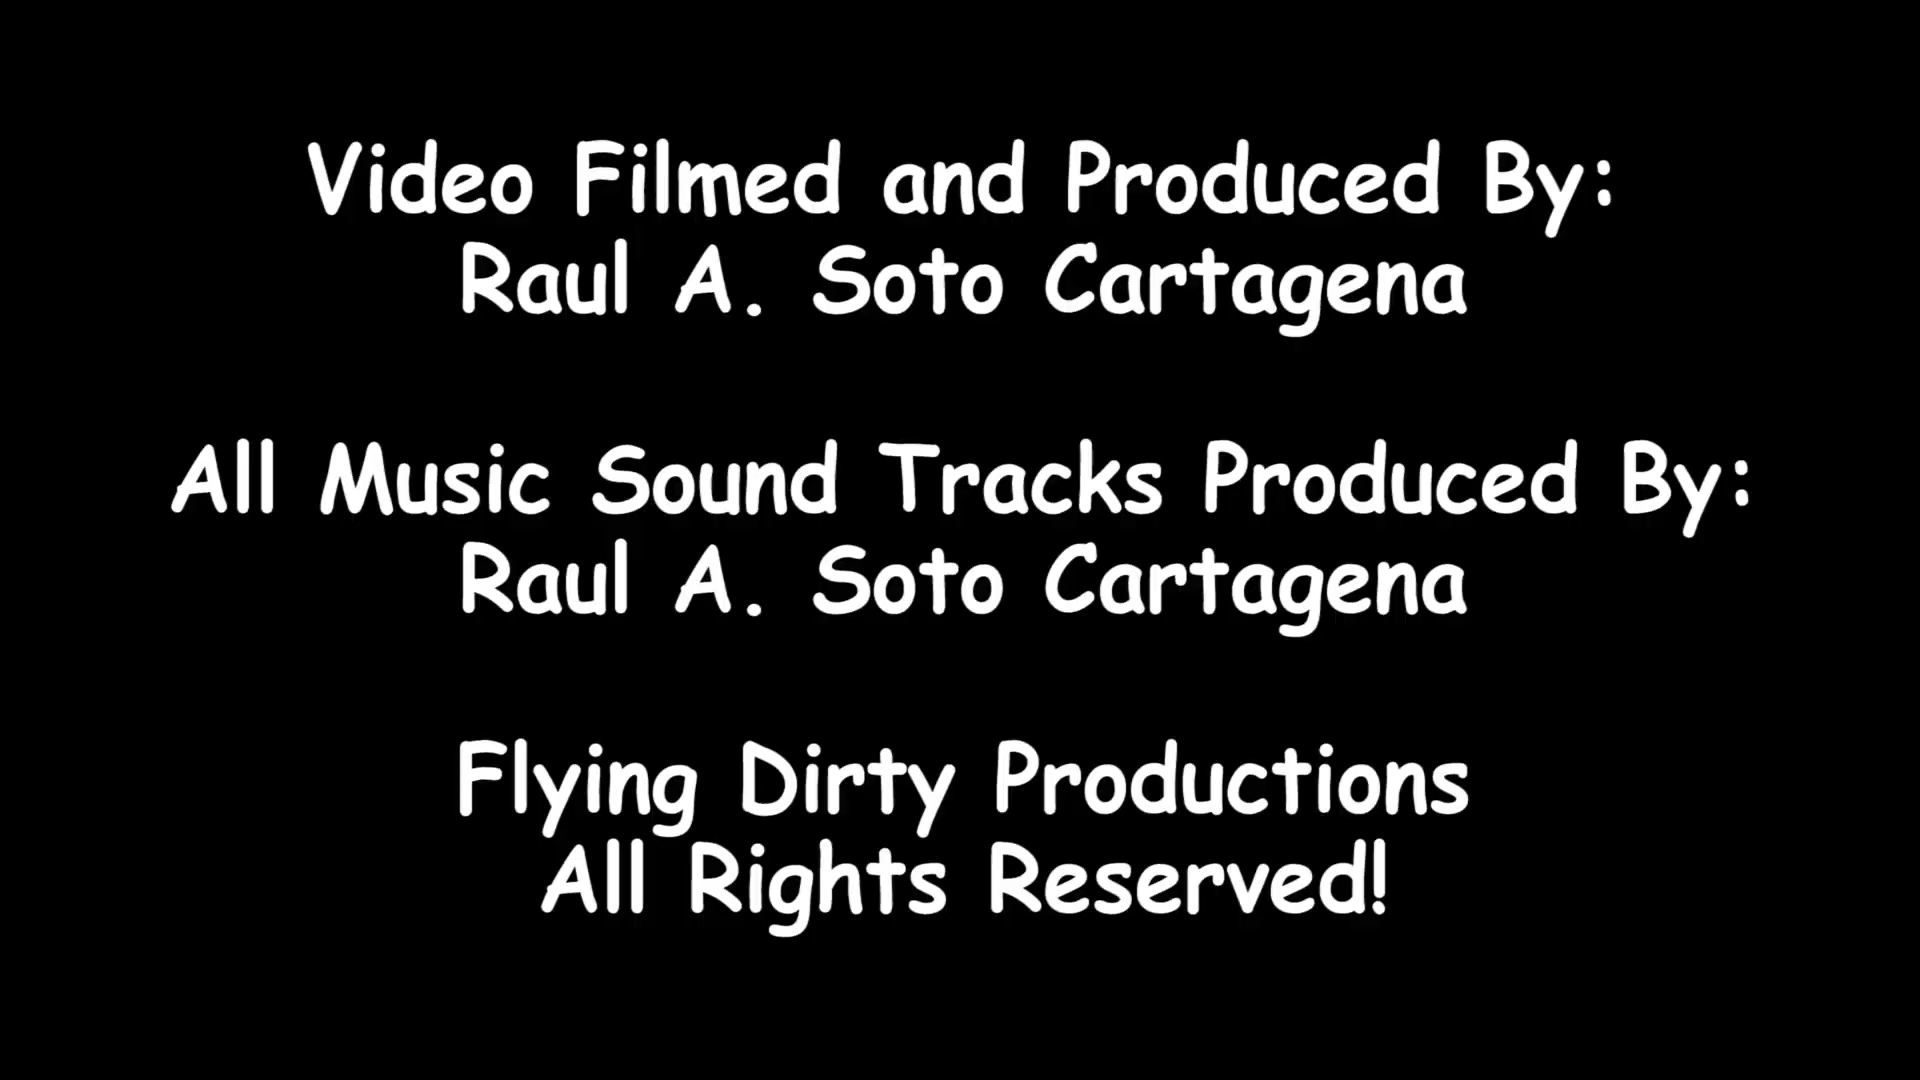 Video Filmed and Produced By:
Raul A. Soto Cartagena
All Music Sound Tracks Produced By:
Raul A. Soto Cartagena
Flying Dirty Productions
All Rights Reserved!